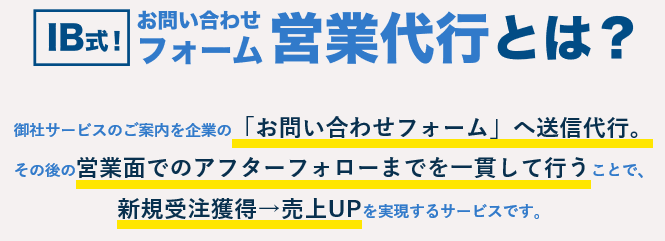 IB式！
お問い合わせ
フォーム
営業代行とは？
御社サービスのご案内を企業の「お問い合わせフォーム」へ送信代行。
その後の営業面でのアフターフォローまでを一貫して行うことで、
新規受注獲得→売上UPを実現するサービスです。